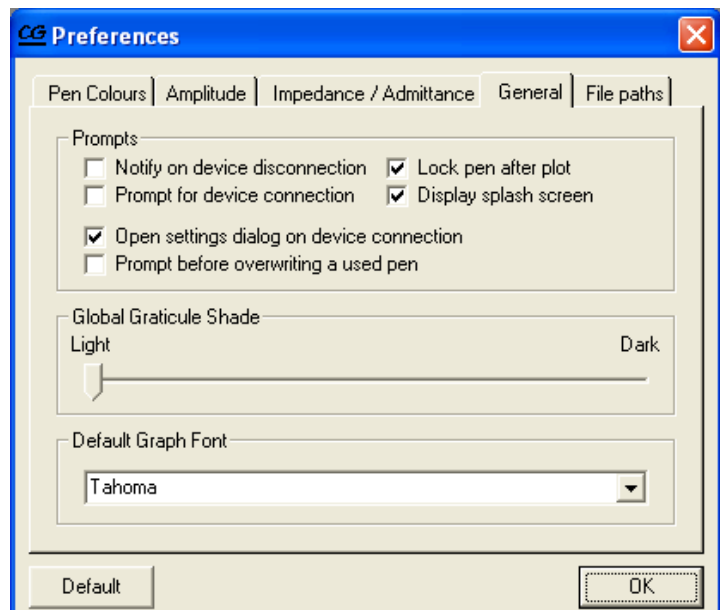 CG Preferences
Pen Colours Amplitude Impedance / Admittance General File paths
Prompts
Notify on device disconnection Lock pen after plot
Prompt for device connection Display splash screen
Open settings dialog on device connection
Prompt before overwriting a used pen
Global Graticule Shade
Light Dark
Default Graph Font
Tahoma
Default OK